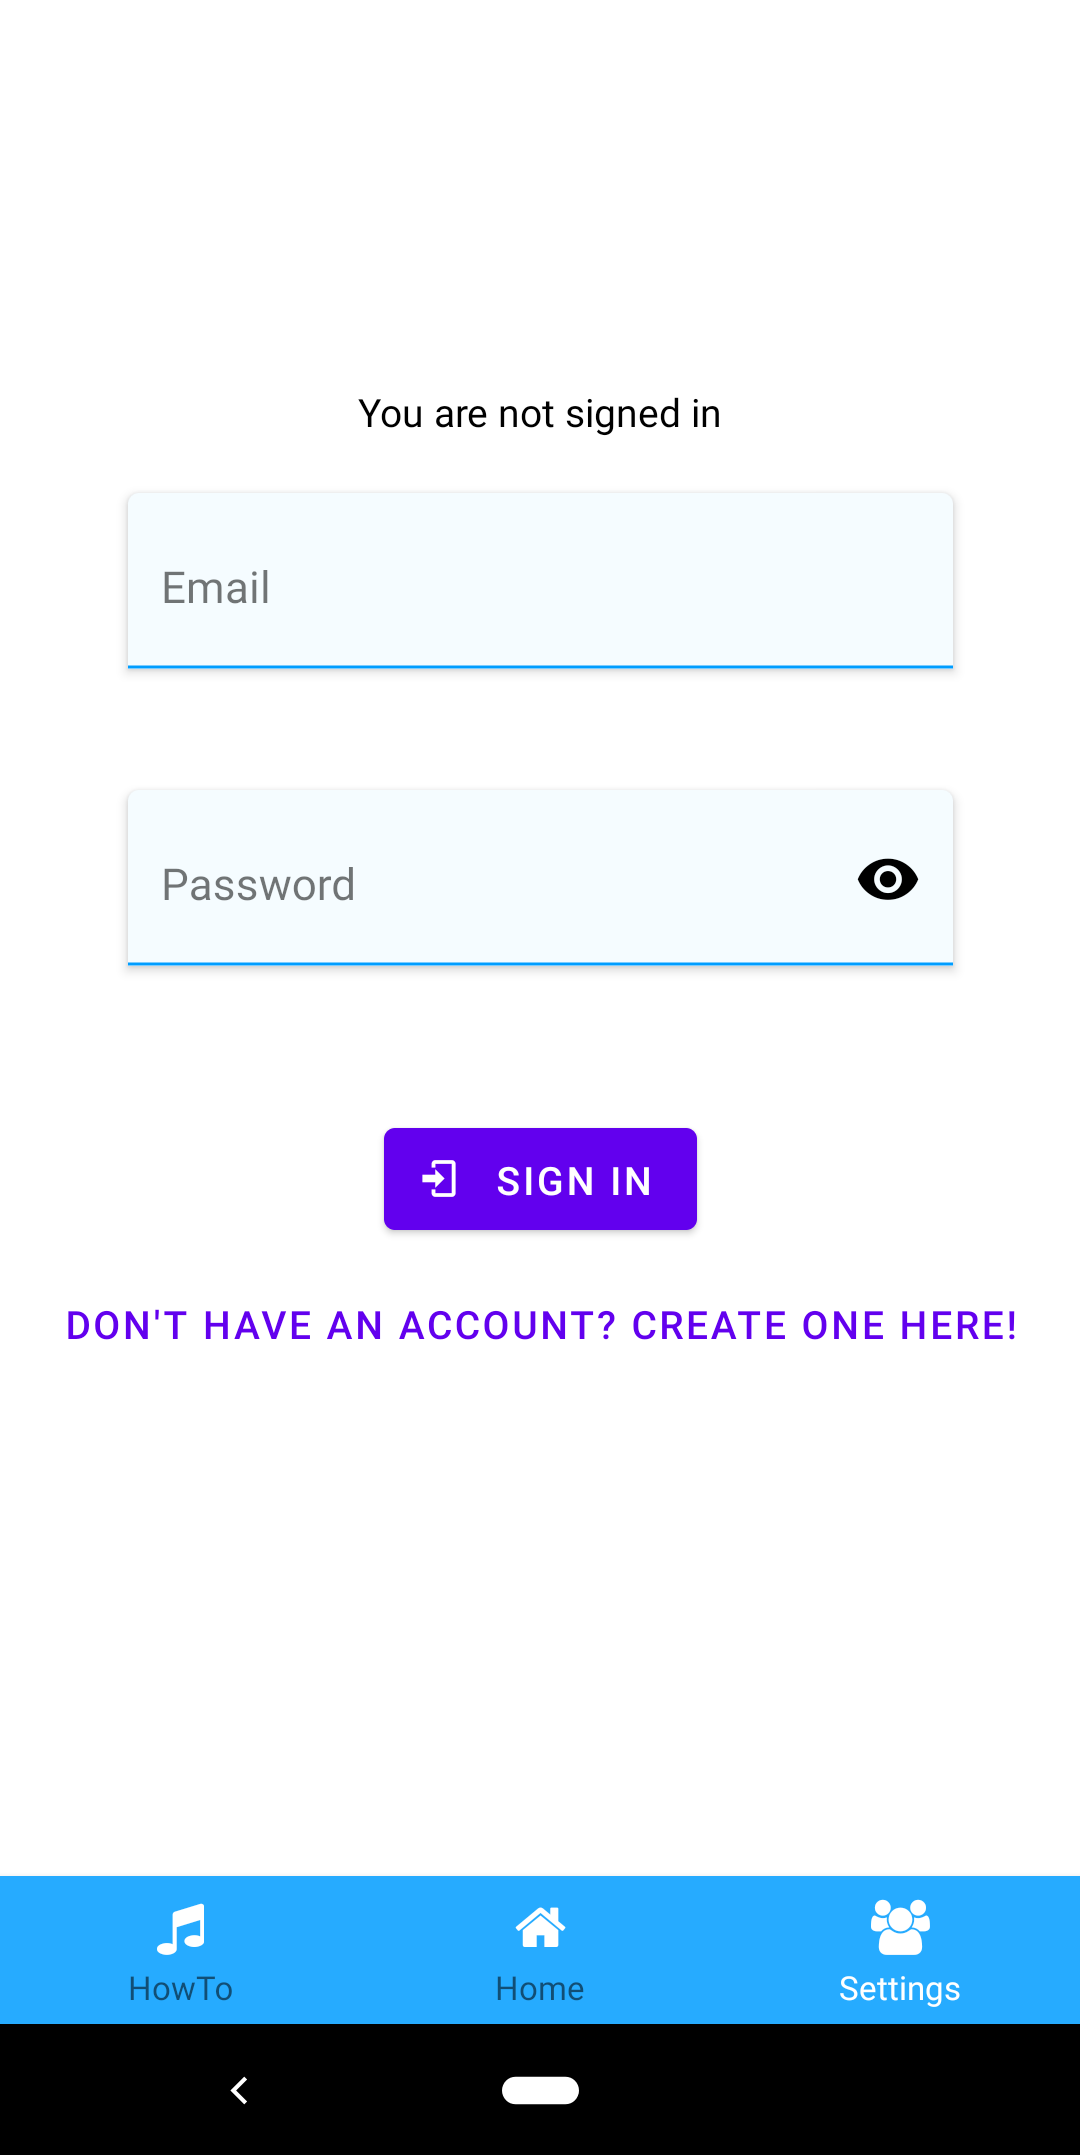 You are not signed in
Email
Password
SIGN IN
DON'T HAVE AN ACCOUNT? CREATE ONE HERE!
HowTo
Home
Settings